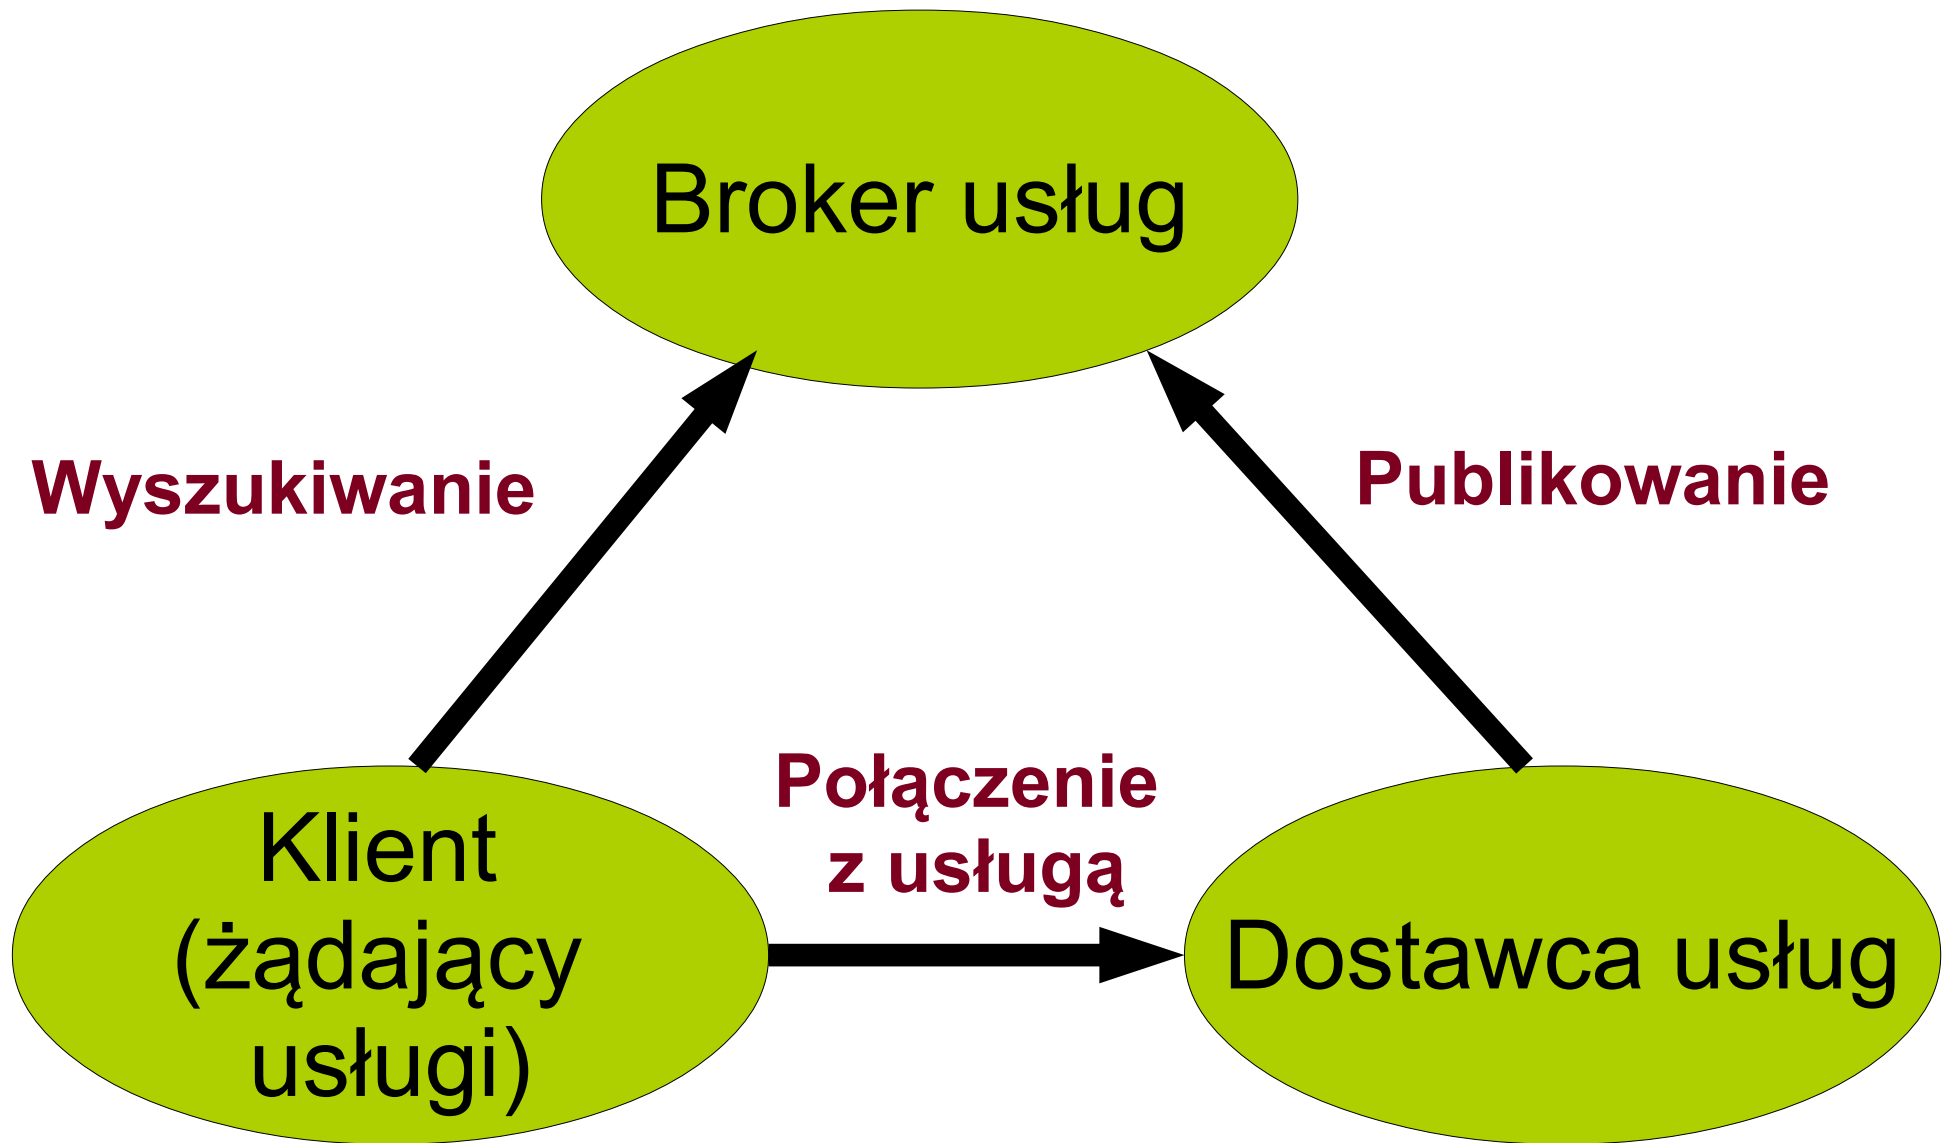 Broker usług
Wyszukiwanie
Publikowanie
Połączenie
z usługą
Klient
(żądający
usługi)
Dostawca usług